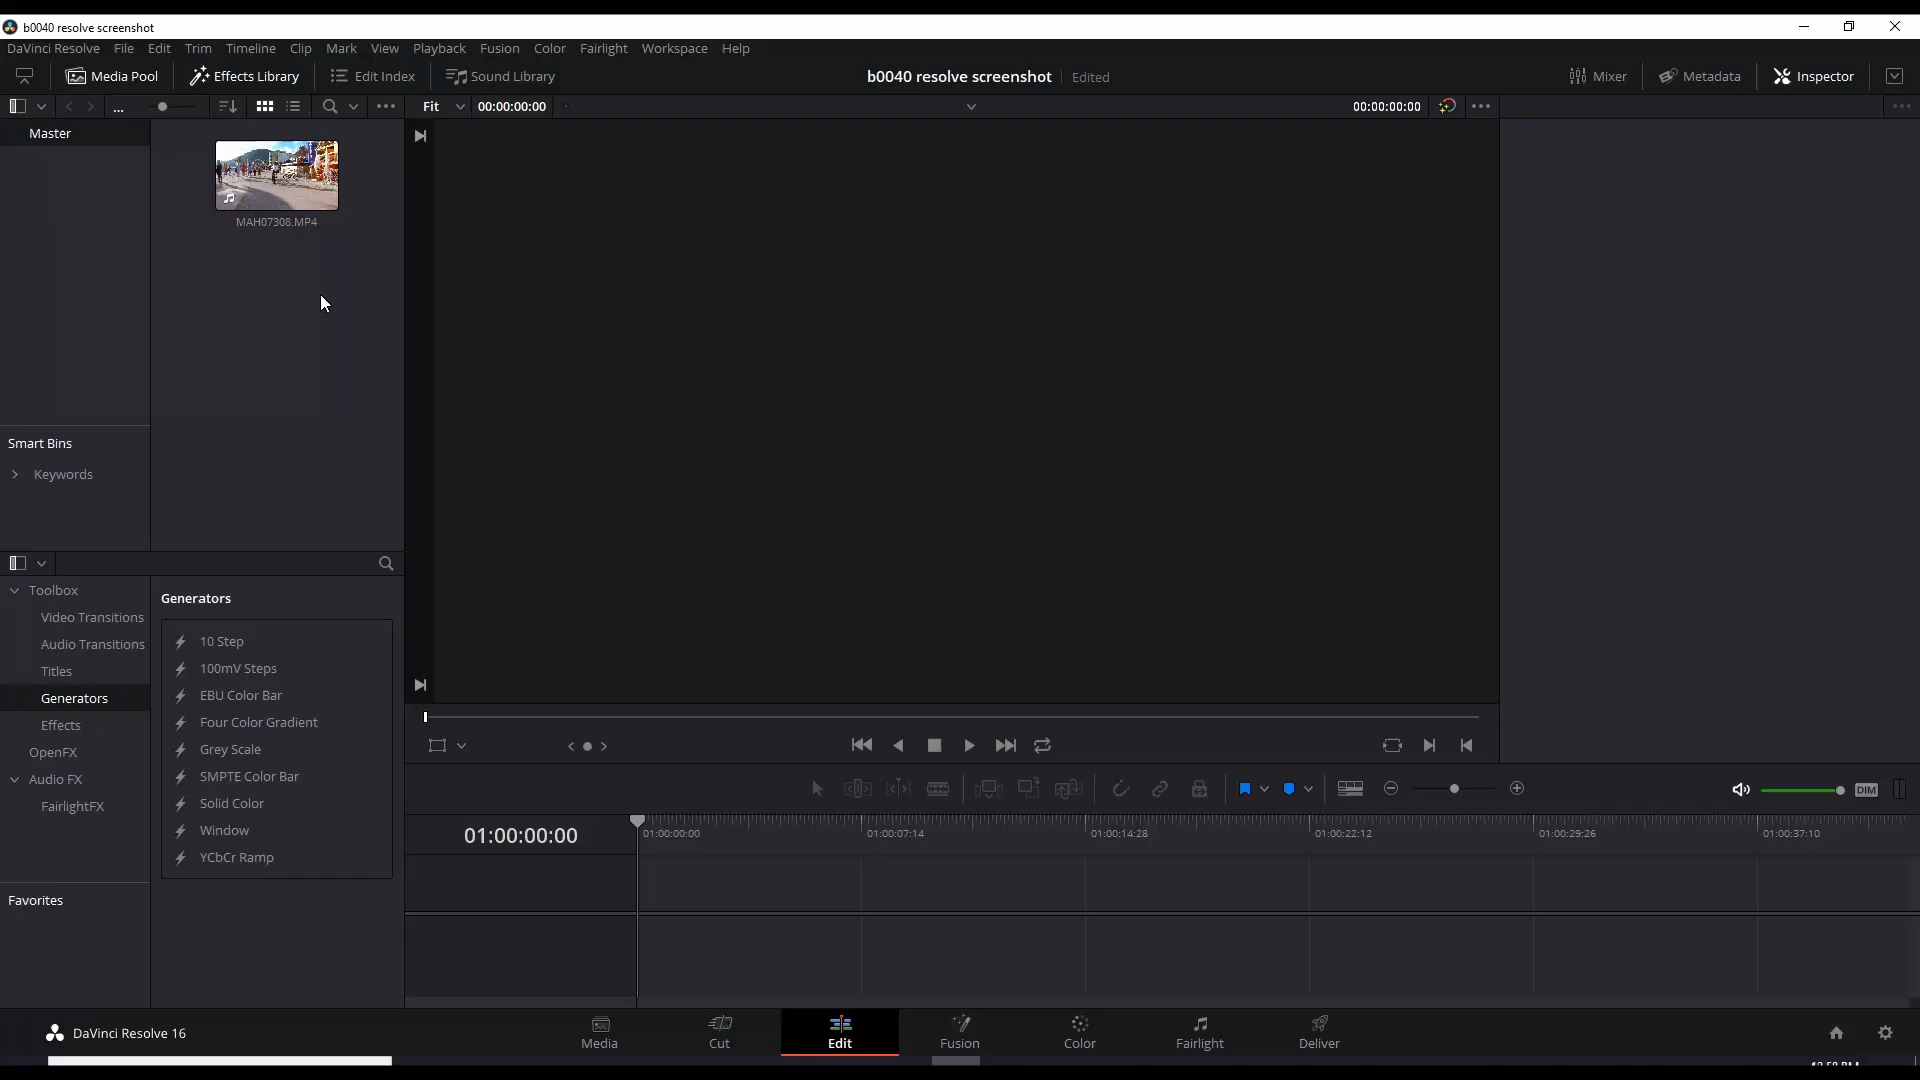 b0040 resolve screenshot
DaVinci Resolve File Edit Trim Timeline Clip Mark View Playback Fusion Color Fairlight Workspace Help
Media Pool Effects Library Edit Index Sound Library b0040 resolve screenshot Edited Mixer Metadata Inspector
... Fit 00:00:00:00 00:00:00:00
Master
MAH07308.MP4
Smart Bins
Keywords
Toolbox
Video Transitions
Audio Transitions
Titles
Generators
Effects
OpenFX
Audio FX
FairlightFX
Favorites
Generators
10 Step
100mV Steps
EBU Color Bar
Four Color Gradient
Grey Scale
SMPTE Color Bar
Solid Color
Window
YCbCr Ramp
DIM
01:00:00:00 01:00:00:00 01:00:07:14 01:00:14:28 01:00:22:12 01:00:29:26 01:00:37:10
DaVinci Resolve 16 Media Cut Edit Fusion Color Fairlight Deliver